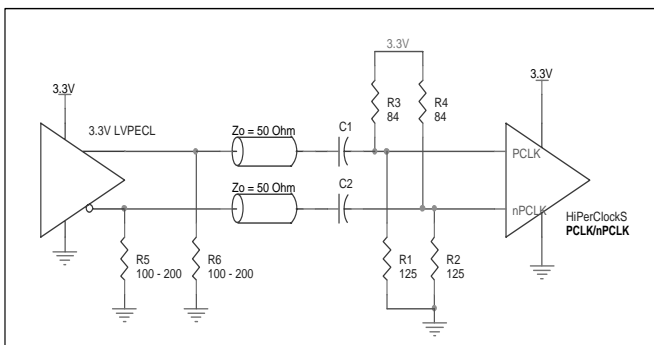 3.3V
3.3V
3.3V
3.3V LVPECL
R3
84
R4
84
Zo = 50 Ohm
C1
PCLK
Zo = 50 Ohm
C2
nPCLK
HiPerClockS
PCLK/nPCLK
R5
100 - 200
R6
100 - 200
R1
125
R2
125